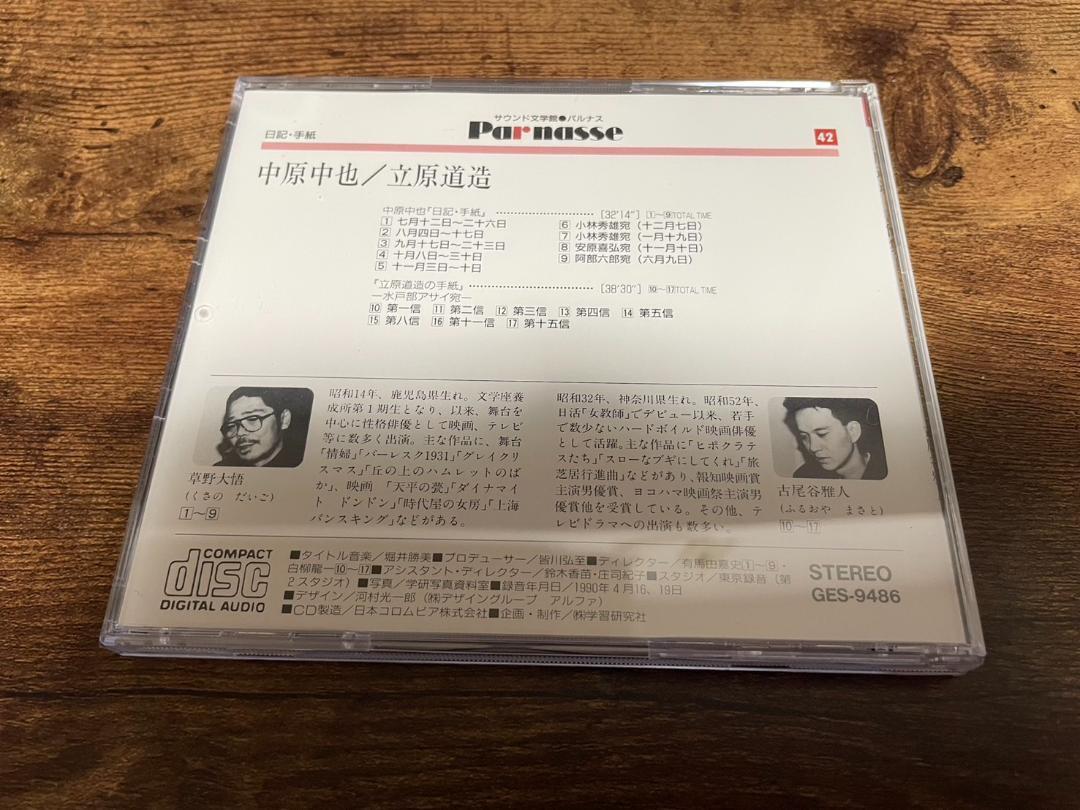 サウンド文学館●パルナス
日記・手紙
Parnasse
42
中原中也／立原道造
中原中也「日記・手紙」 …………………… [32'14"] 1〜9TOTAL TIME
1 七月十二日〜二十六日
2 八月四日〜十七日
3 九月十七日〜二十三日
4 十月八日〜三十日
5 十一月三日〜十日
6 小林秀雄宛（十二月七日）
7 小林秀雄宛（一月十九日）
8 安原喜弘宛（十一月十日）
9 阿部六郎宛（六月九日）
『立原道造の手紙』 …………………… [38'30"] 10〜17TOTAL TIME
―水戸部アサイ宛―
10 第一信 11 第二信 12 第三信 13 第四信 14 第五信
15 第八信 16 第十一信 17 第十五信
草野大悟
（くさの　だいご）
1〜9
昭和14年、鹿児島県生れ。文学座養
成所第1期生となり、以来、舞台を
中心に性格俳優として映画、テレビ
等に数多く出演。主な作品に、舞台
「情婦」「バーレスク1931」「グレイクリ
スマス」「丘の上のハムレットのば
か」、映画　「天平の甍」「ダイナマイ
ト　ドンドン」「時代屋の女房」「上海
バンスキング」などがある。
昭和32年、神奈川県生れ。昭和52年、
日活「女教師」でデビュー以来、若手
で数少ないハードボイルド映画俳優
として活躍。主な作品に「ヒポクラテ
スたち」「スローなブギにしてくれ」「旅
芝居行進曲」などがあり、報知映画賞
主演男優賞、ヨコハマ映画祭主演男
優賞他を受賞している。その他、テ
レビドラマへの出演も数多い。
古尾谷雅人
（ふるおや　まさと）
10〜17
COMPACT
disc
DIGITAL AUDIO
■タイトル音楽／堀井勝美■プロデューサー／皆川弘至■ディレクター／有馬田嘉史1〜9・
白柳龍一10〜17■アシスタント・ディレクター／鈴木香苗・庄司紀子■スタジオ／東京録音（第
2スタジオ）■写真／学研写真資料室■録音年月日／1990年4月16、19日
■デザイン／河村光一郎（㈱デザイングループ　アルファ）
■CD製造／日本コロムビア株式会社■企画・制作／㈱学習研究社
STEREO
GES-9486